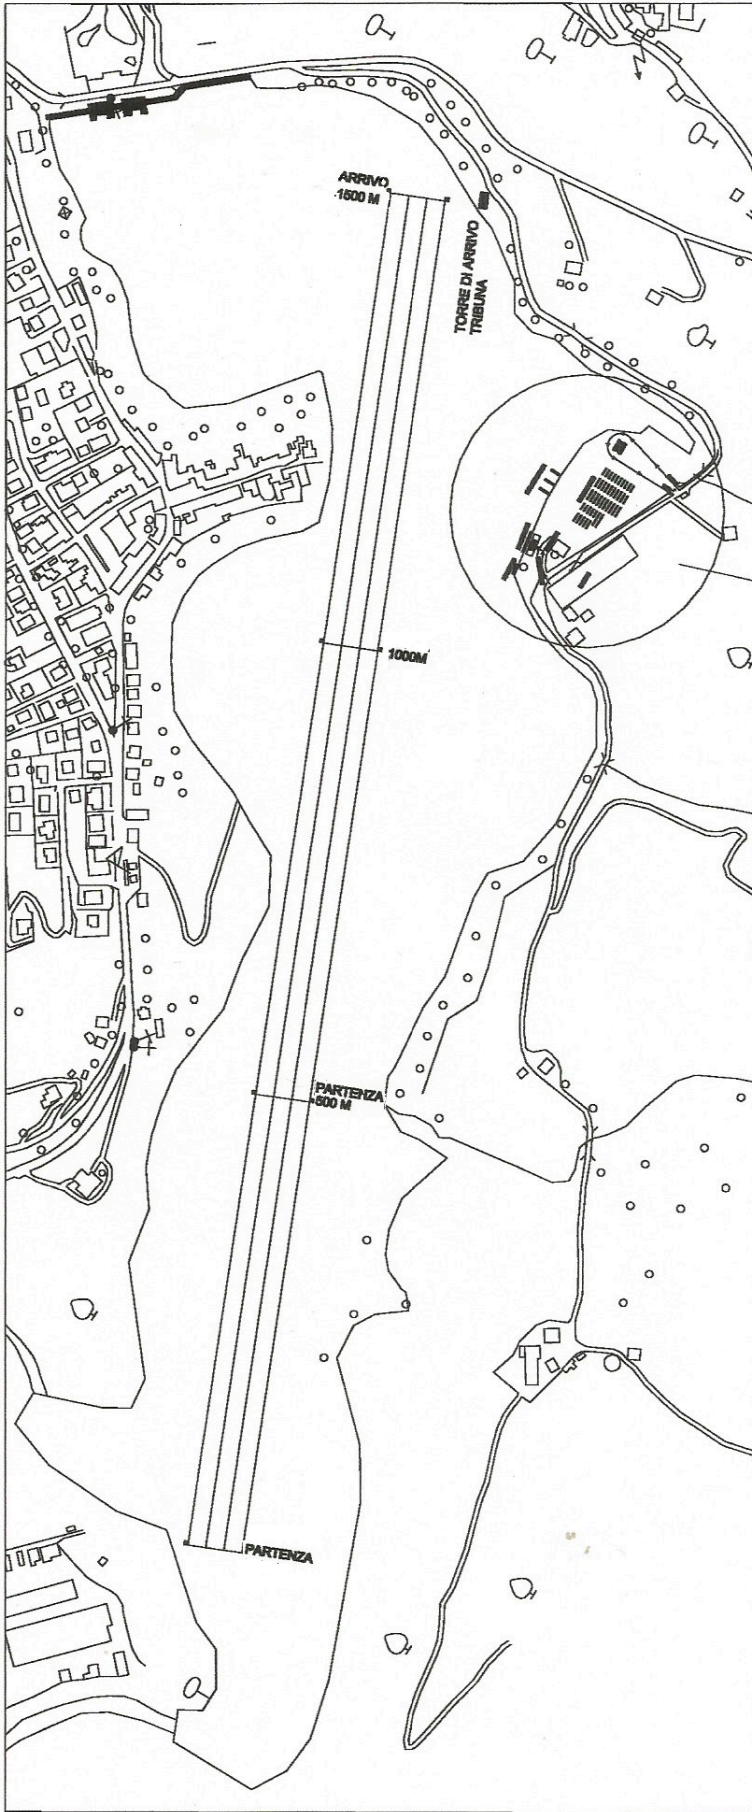 ARRIVO
1500 M
TORRE DI ARRIVO
TRIBUNA
1000M
PARTENZA
500 M
PARTENZA